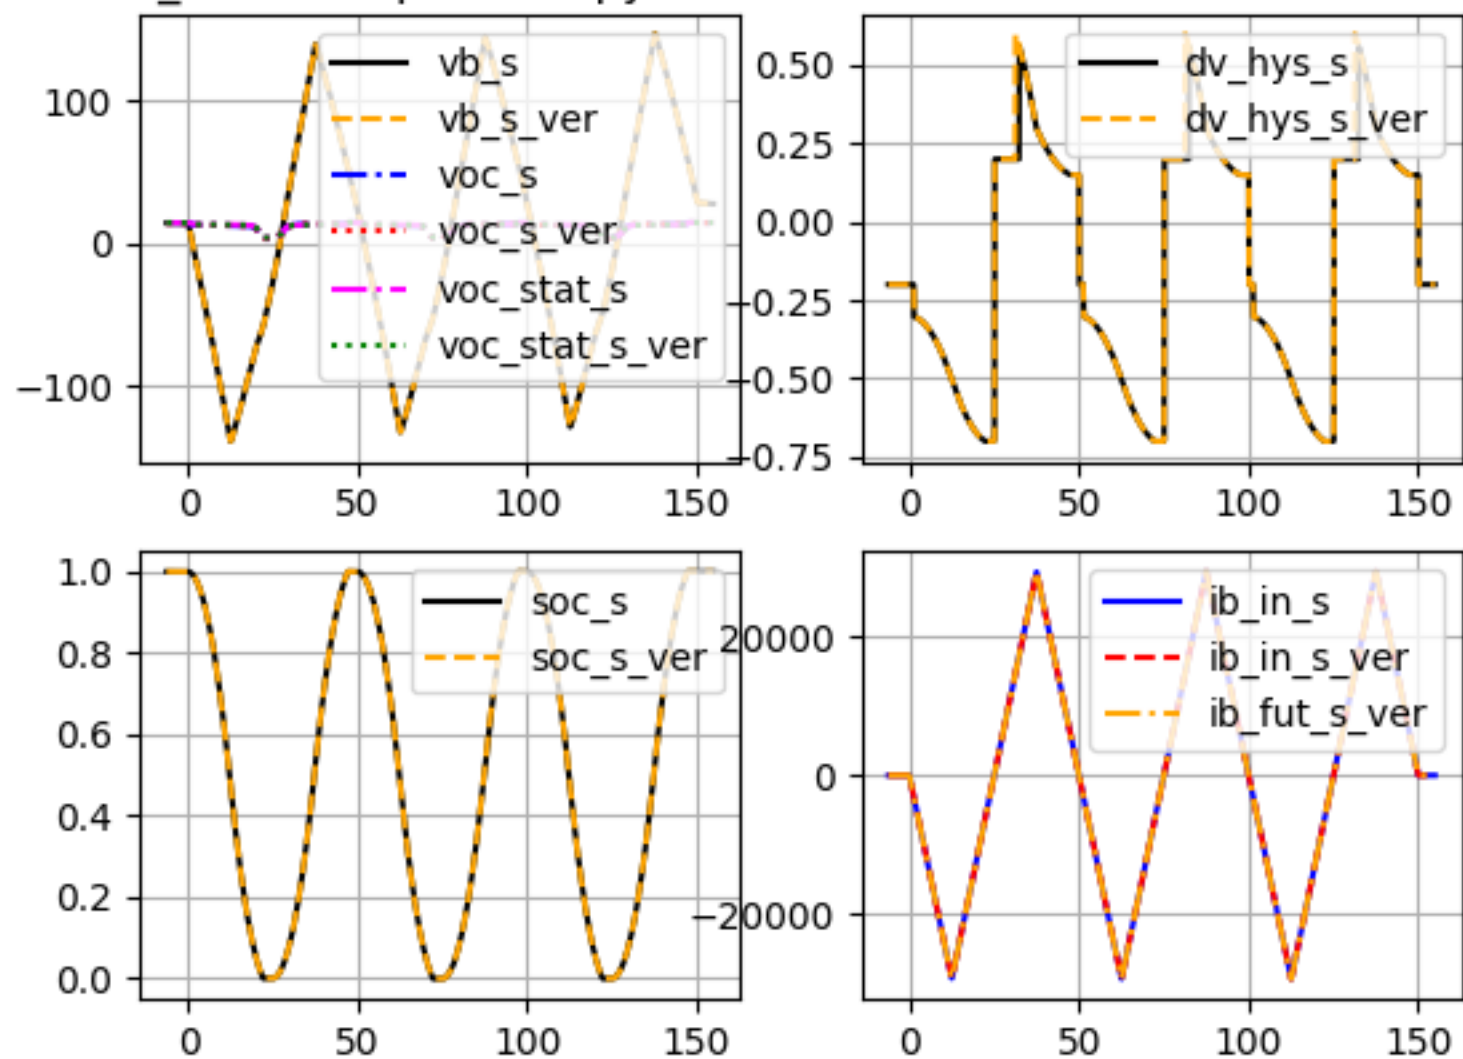 100
0
−100
vb_s
vb_s_ver
voc_s
voc_s_ver
voc_stat_s
voc_stat_s_ver
0
50
100
150
0.50
0.25
0.00
−0.25
−0.50
−0.75
dv_hys_s
dv_hys_s_ver
0
50
100
150
1.0
0.8
0.6
0.4
0.2
0.0
soc_s
soc_s_ver
0
50
100
150
20000
0
−20000
ib_in_s
ib_in_s_ver
ib_fut_s_ver
0
50
100
150